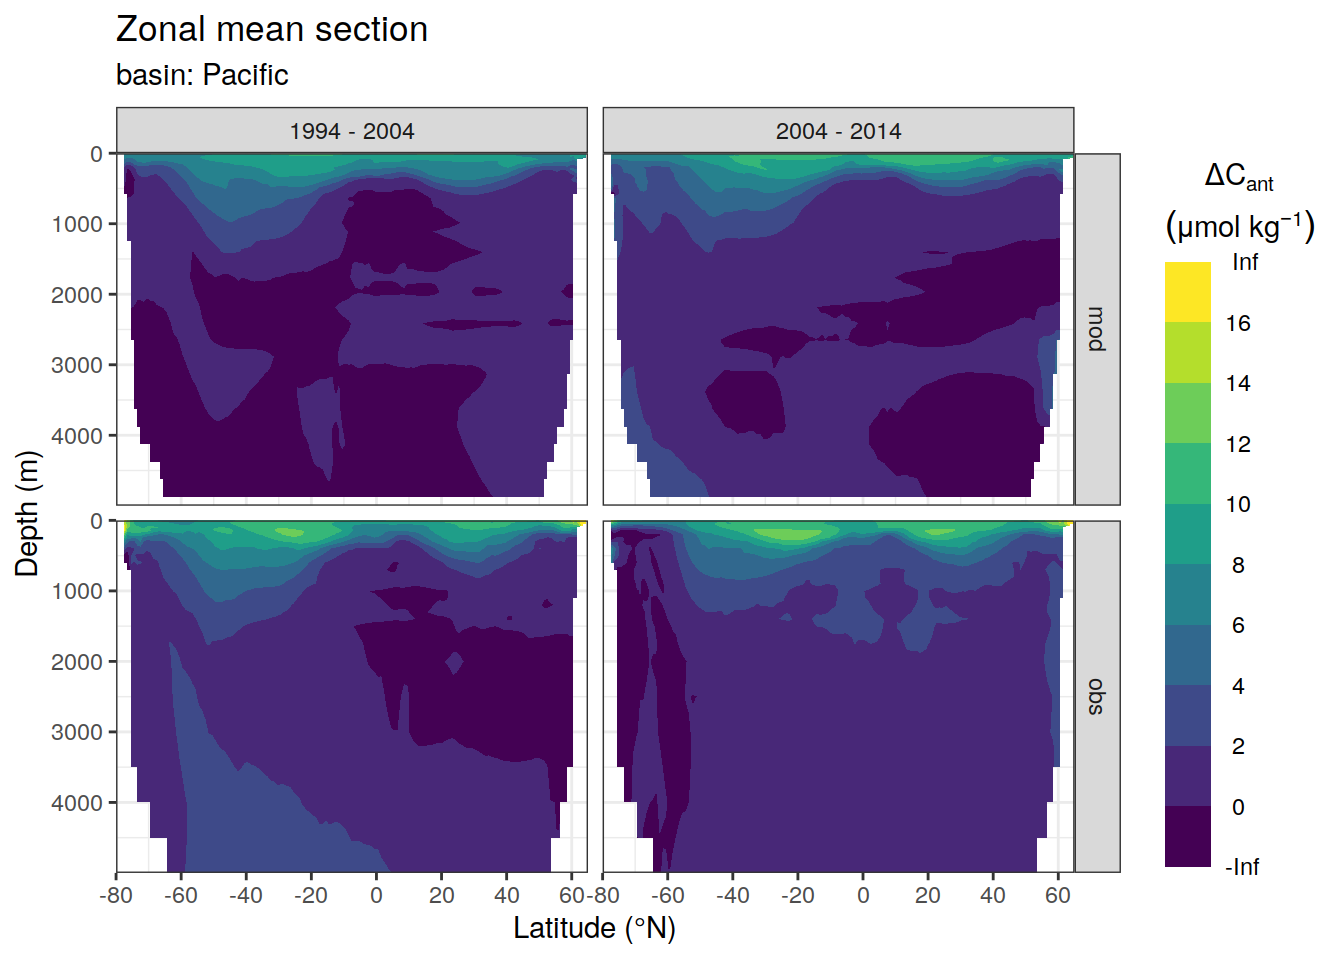 Zonal mean section
basin: Pacific
1994 - 2004
2004 - 2014
0
1000
2000
3000
4000
mod
0
1000
2000
3000
4000
obs
-80 -60 -40 -20 0 20 40 60
-80 -60 -40 -20 0 20 40 60
Latitude (°N)
Depth (m)
ΔCant
(μmol kg⁻¹)
Inf
16
14
12
10
8
6
4
2
0
-Inf